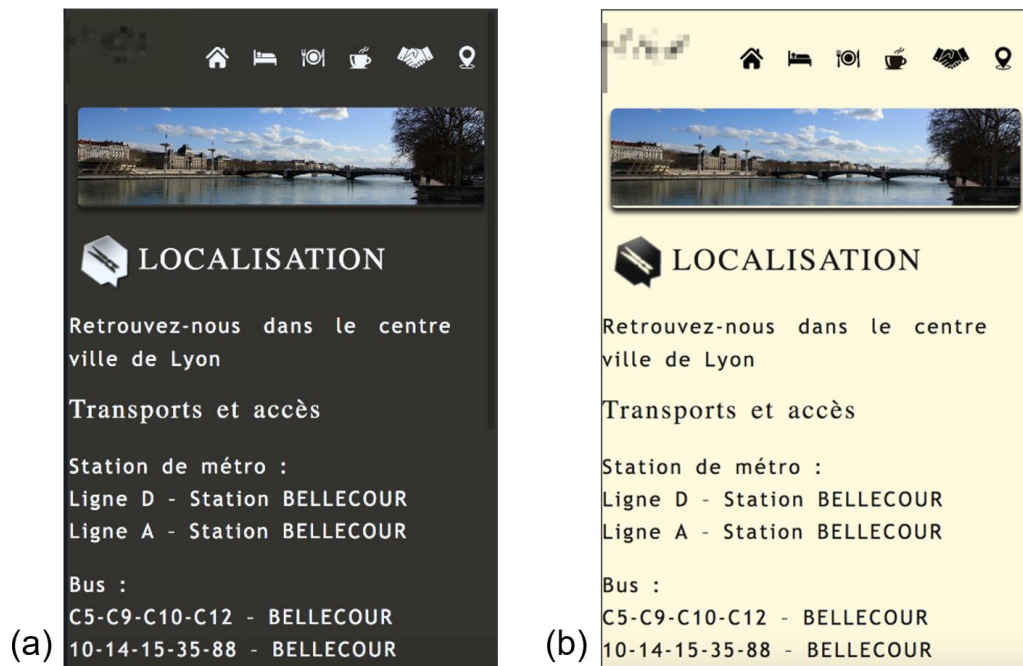 LOCALISATION
Retrouvez-nous dans le centre
ville de Lyon
Transports et accès
Station de métro :
Ligne D - Station BELLECOUR
Ligne A - Station BELLECOUR
Bus :
C5-C9-C10-C12 - BELLECOUR
10-14-15-35-88 - BELLECOUR
(a)
LOCALISATION
Retrouvez-nous dans le centre
ville de Lyon
Transports et accès
Station de métro :
Ligne D - Station BELLECOUR
Ligne A - Station BELLECOUR
Bus :
C5-C9-C10-C12 - BELLECOUR
10-14-15-35-88 - BELLECOUR
(b)